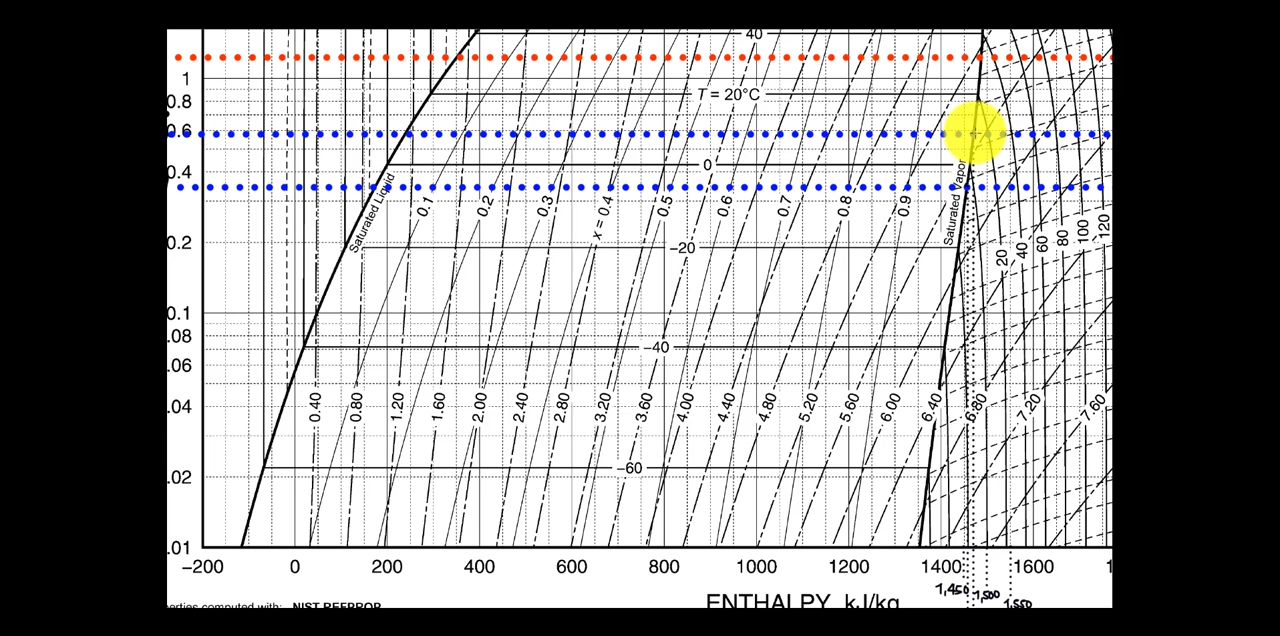 40
1
T = 20°C
0.8
0.6
0
0.4
Saturated Liquid
Saturated Vapor
0.1 0.2 0.3 x = 0.4 0.5 0.6 0.7 0.8 0.9
0.2
−20
20 40 60 80 100 120
0.1
.08
−40
.06
.04
0.40 0.80 1.20 1.60 2.00 2.40 2.80 3.20 3.60 4.00 4.40 4.80 5.20 5.60 6.00 6.40 6.80 7.20 7.60
−60
.02
.01
−200 0 200 400 600 800 1000 1200 1400 1600 1
1,450 1,500 1,550
computed with: NIST REFPROP
ENTHALPY, kJ/kg